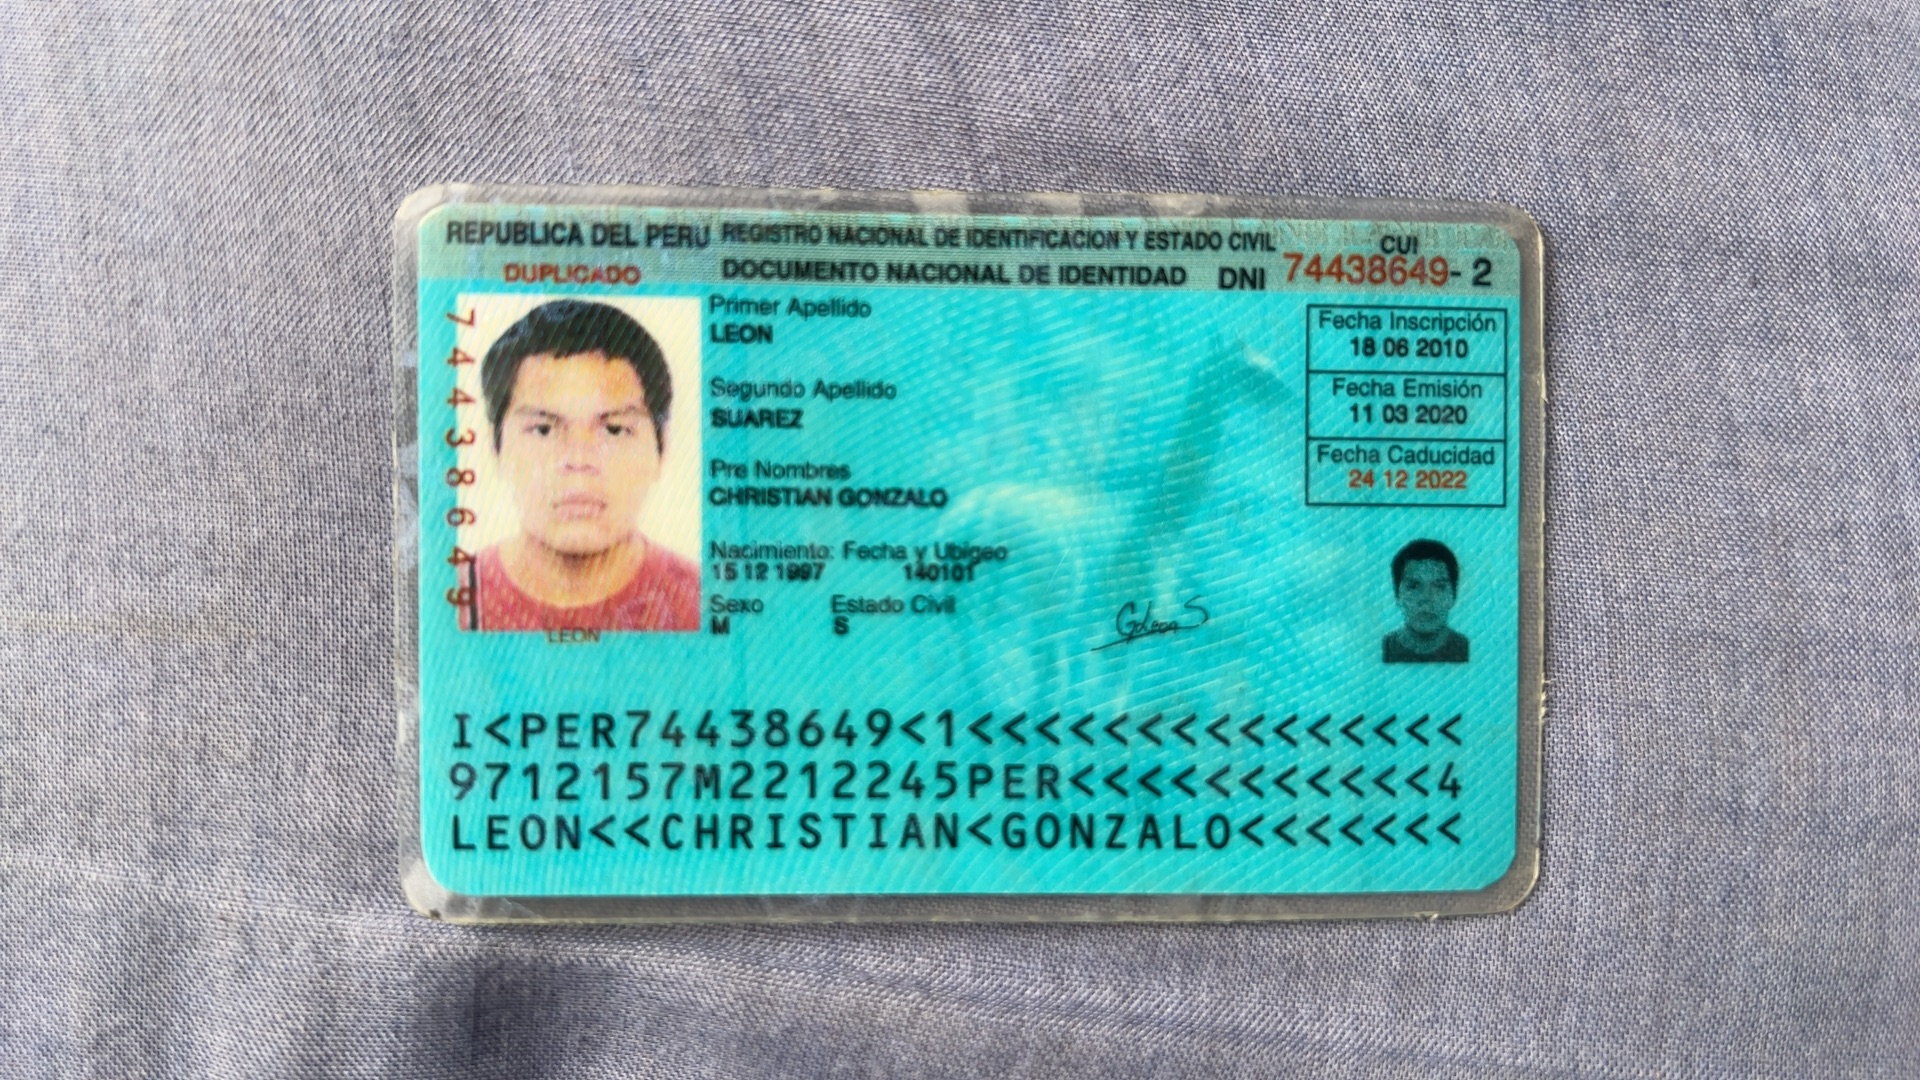 REPUBLICA DEL PERU REGISTRO NACIONAL DE IDENTIFICACION Y ESTADO CIVIL
CUI
DUPLICADO
DOCUMENTO NACIONAL DE IDENTIDAD DNI 74438649-2
74438649
Primer Apellido
LEON
Segundo Apellido
SUAREZ
Pre Nombres
CHRISTIAN GONZALO
Nacimiento: Fecha y Ubigeo
15 12 1997 140101
Sexo Estado Civil
M S
LEON
Fecha Inscripción
18 06 2010
Fecha Emisión
11 03 2020
Fecha Caducidad
24 12 2022
I<PER74438649<1<<<<<<<<<<<<<<<
9712157M2212245PER<<<<<<<<<<<4
LEON<<CHRISTIAN<GONZALO<<<<<<<